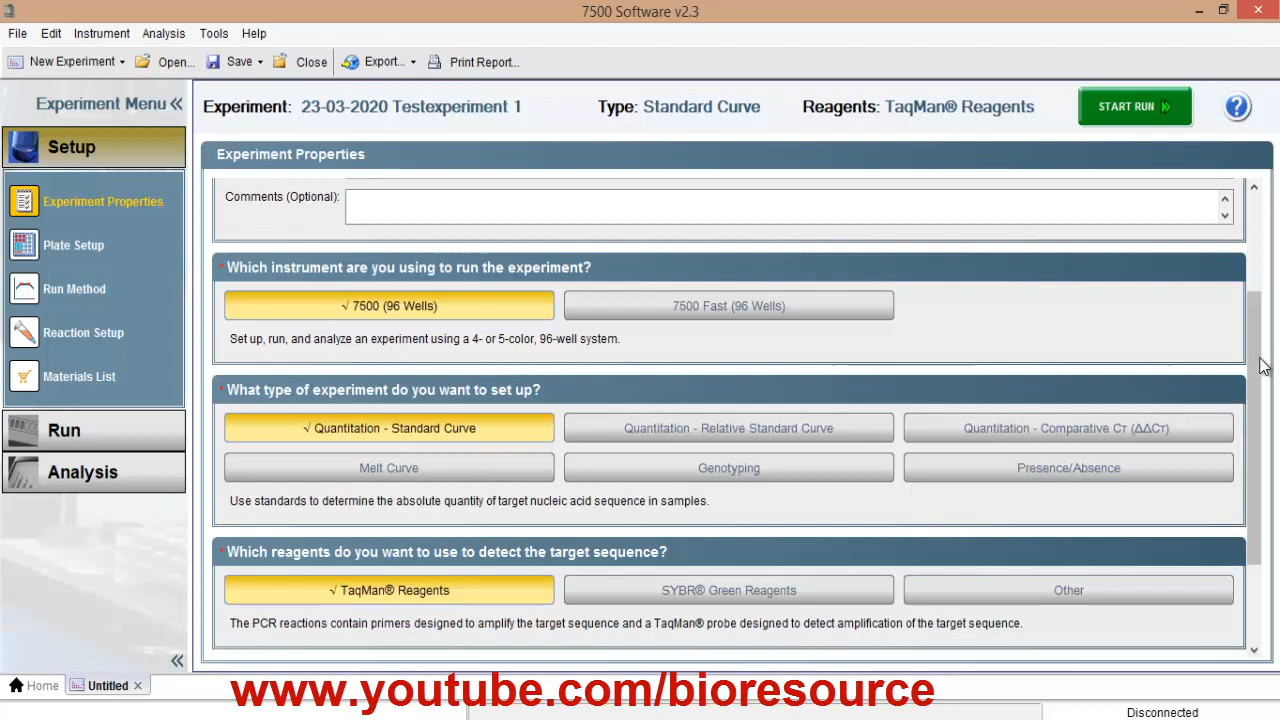 7500 Software v2.3
File Edit Instrument Analysis Tools Help
New Experiment Open... Save Close Export... Print Report...
Experiment Menu «
Experiment: 23-03-2020 Testexperiment 1 Type: Standard Curve Reagents: TaqMan® Reagents START RUN ?
Setup
Experiment Properties
Plate Setup
Run Method
Reaction Setup
Materials List
Run
Analysis
Experiment Properties
Comments (Optional):
* Which instrument are you using to run the experiment?
√ 7500 (96 Wells) 7500 Fast (96 Wells)
Set up, run, and analyze an experiment using a 4- or 5-color, 96-well system.
* What type of experiment do you want to set up?
√ Quantitation - Standard Curve Quantitation - Relative Standard Curve Quantitation - Comparative CT (ΔΔCT)
Melt Curve Genotyping Presence/Absence
Use standards to determine the absolute quantity of target nucleic acid sequence in samples.
* Which reagents do you want to use to detect the target sequence?
√ TaqMan® Reagents SYBR® Green Reagents Other
The PCR reactions contain primers designed to amplify the target sequence and a TaqMan® probe designed to detect amplification of the target sequence.
«
Home Untitled ×
www.youtube.com/bioresource
Disconnected